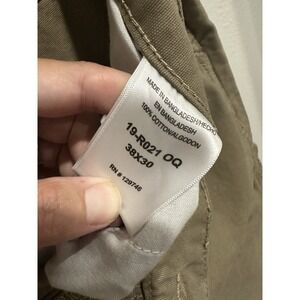 MADE IN BANGLADESH/HECHO
EN BANGLADESH
100% COTTON/ALGODON
19-R021 OQ
38X30
RN # 129746